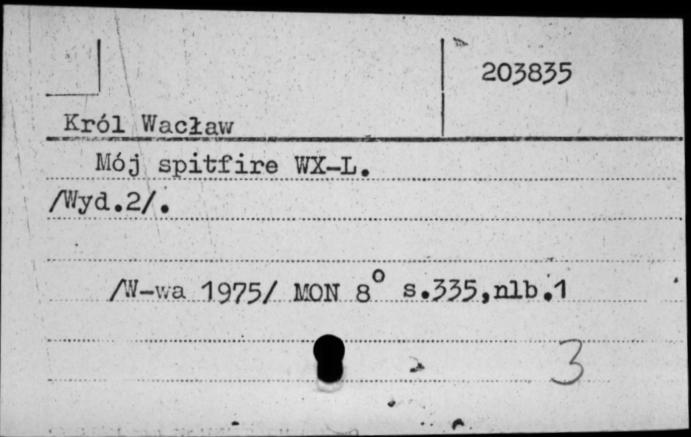 203835
Król Wacław
Mój spitfire WX-L.
/Wyd.2/.
/W-wa 1975/ MON 8° s.335,nlb.1
3